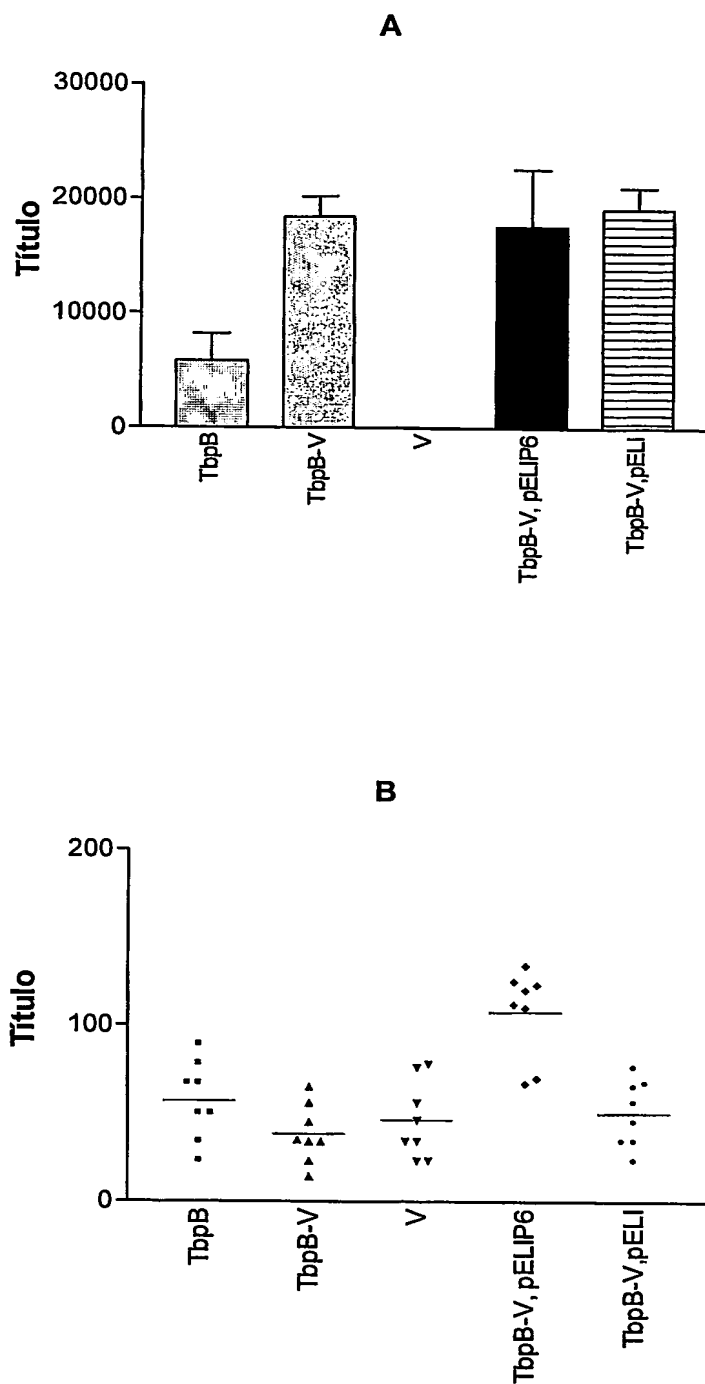 A
30000
20000
10000
0
Título
TbpB
TbpB-V
V
TbpB-V, pELIP6
TbpB-V,pELI
B
200
100
0
Título
TbpB
TbpB-V
V
TbpB-V, pELIP6
TbpB-V,pELI